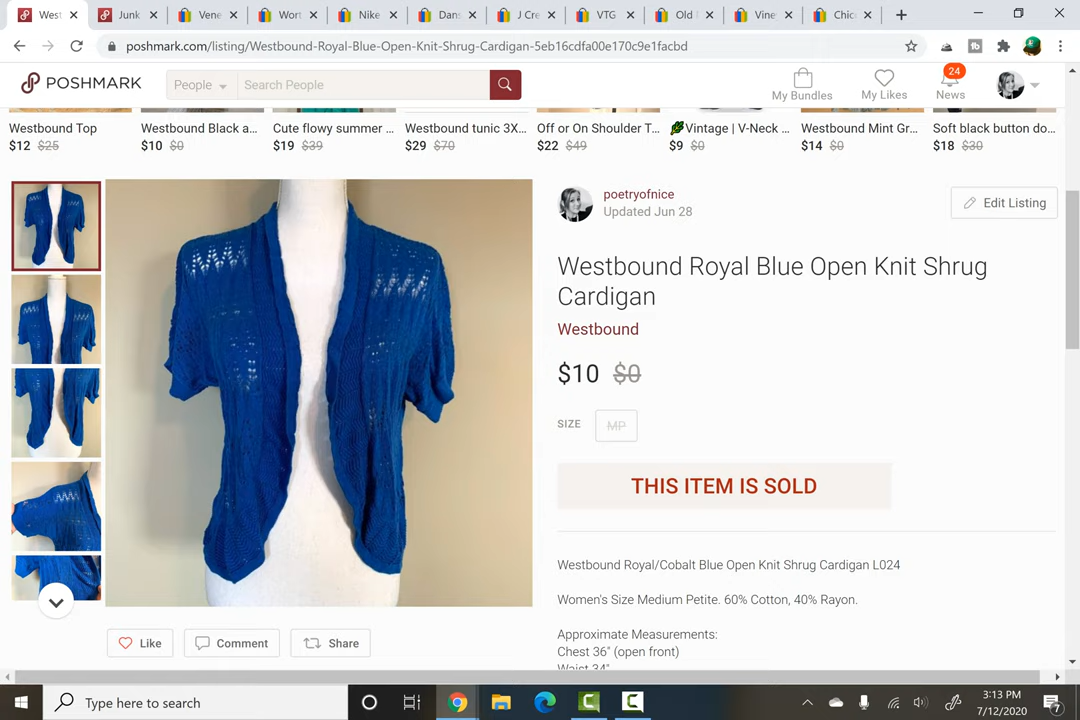 West
Junk
Vene
Wort
Nike
Dans
J Cre
VTG
Old
Vine
Chic
poshmark.com/listing/Westbound-Royal-Blue-Open-Knit-Shrug-Cardigan-5eb16cdfa00e170c9e1facbd
POSHMARK
People
Search People
24
My Bundles
My Likes
News
Westbound Top
$12 $25
Westbound Black a...
$10 $0
Cute flowy summer ...
$19 $39
Westbound tunic 3X...
$29 $70
Off or On Shoulder T...
$22 $49
Vintage | V-Neck ...
$9 $0
Westbound Mint Gr...
$14 $0
Soft black button do...
$18 $30
poetryofnice
Updated Jun 28
Edit Listing
Westbound Royal Blue Open Knit Shrug
Cardigan
Westbound
$10 $0
SIZE
MP
THIS ITEM IS SOLD
Westbound Royal/Cobalt Blue Open Knit Shrug Cardigan L024
Women's Size Medium Petite. 60% Cotton, 40% Rayon.
Approximate Measurements:
Chest 36" (open front)
Waist 34"
Like
Comment
Share
Type here to search
3:13 PM
7/12/2020
7